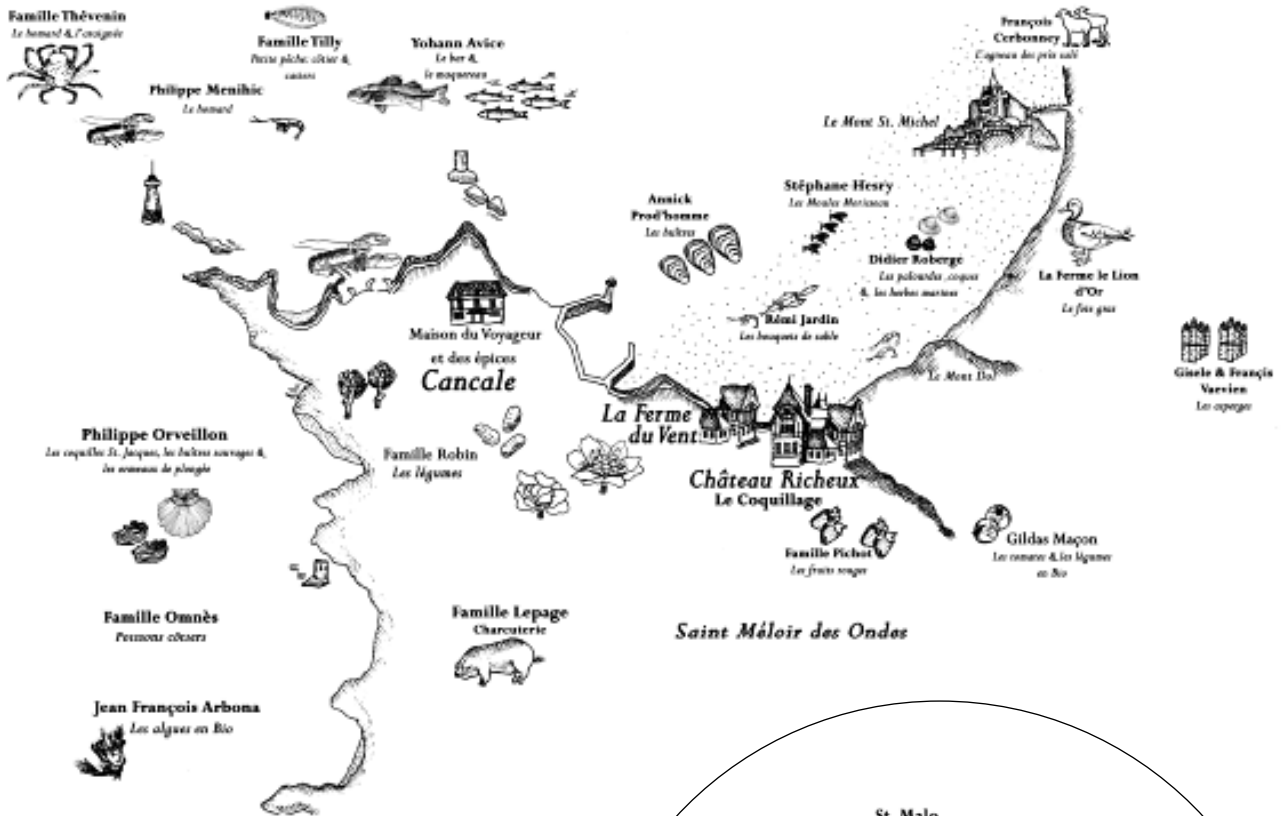 Famille Thévenin
Le homard & l'araignée
Famille Tilly
Petite pêche côtier &
casiers
Yohann Avice
Le bar &
le maquereau
François
Cerbonney
L'agneau des prés salé
Philippe Menihic
Le homard
Le Mont St. Michel
Annick
Prod'homme
Les huîtres
Stéphane Hesry
Les Moules Morisseau
Didier Roberge
Les palourdes, coques
& les herbes marines
La Ferme le Lion
d'Or
Le foie gras
Rémi Jardin
Les bouquets de sable
Maison du Voyageur
et des épices
Cancale
Le Mont Dol
Gisele & Françis
Vaevien
Les asperges
La Ferme
du Vent
Philippe Orveillon
Les coquilles St. Jacques, les huîtres sauvages &
les ormeaux de plongée
Famille Robin
Les légumes
Château Richeux
Le Coquillage
Famille Pichot
Les fruits rouges
Gildas Maçon
Les tomates & les légumes
en Bio
Famille Omnès
Poissons côtiers
Famille Lepage
Charcuterie
Saint Méloir des Ondes
Jean François Arbona
Les algues en Bio
St. Malo